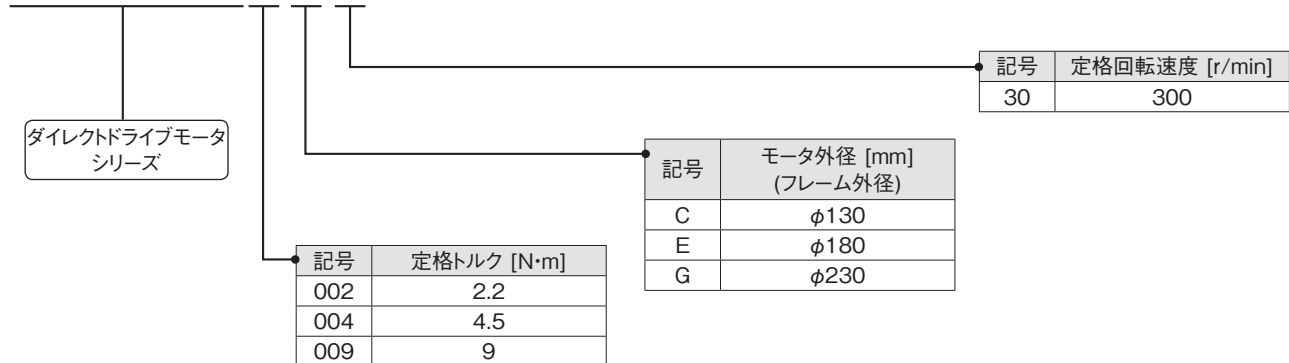 記号 定格回転速度 [r/min]
30 300
ダイレクトドライブモータ
シリーズ
記号 モータ外径 [mm]
(フレーム外径)
C φ130
E φ180
G φ230
記号 定格トルク [N・m]
002 2.2
004 4.5
009 9